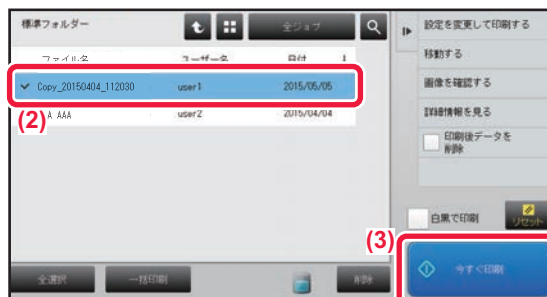 標準フォルダー
全ジョブ
設定を変更して印刷する
ファイル名 ユーザー名 日付
移動する
Copy_20150404_112030 user1 2015/05/05
画像を確認する
(2)
AAA user2 2015/04/04
詳細情報を見る
印刷後データを
削除
白黒で印刷
リセット
(3)
今すぐ印刷
全選択 一括印刷 削除